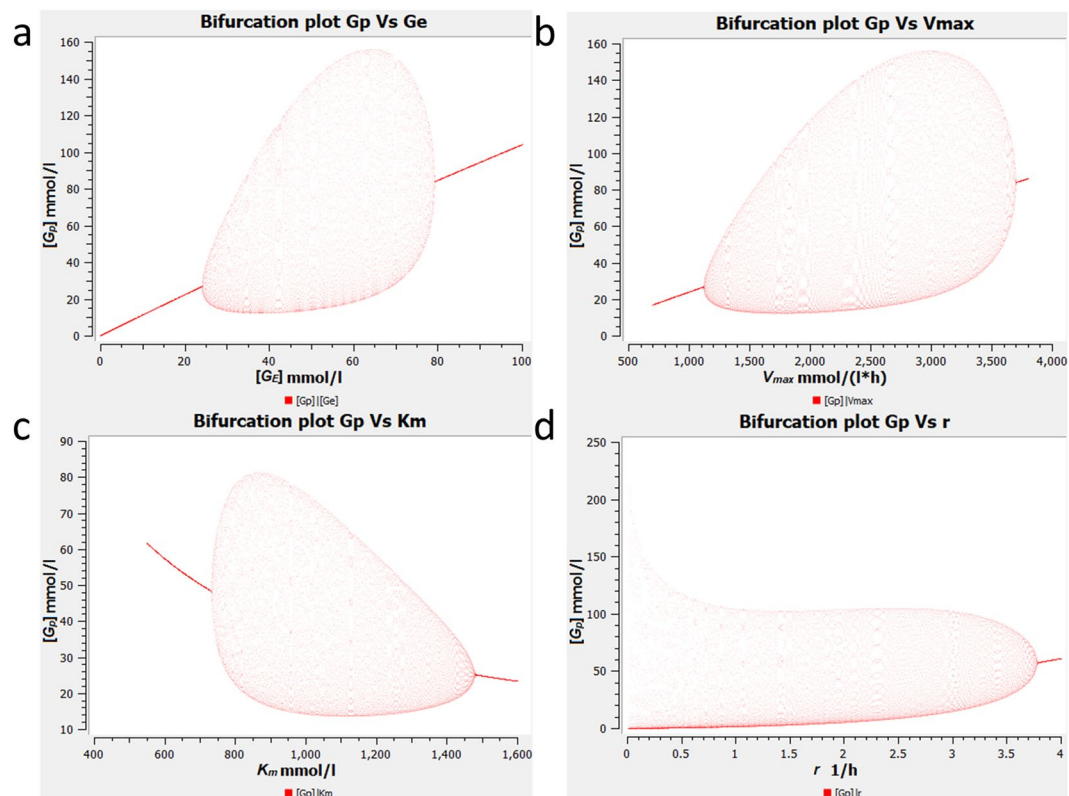 a
Bifurcation plot Gp Vs Ge
160
140
120
100
80
60
40
20
0
[Gp] mmol/l
0 20 40 60 80 100
[GE] mmol/l
[Gp]|[Ge]
b
Bifurcation plot Gp Vs Vmax
160
140
120
100
80
60
40
20
0
[Gp] mmol/l
500 1,000 1,500 2,000 2,500 3,000 3,500 4,000
Vmax mmol/(l*h)
[Gp]|Vmax
c
Bifurcation plot Gp Vs Km
90
80
70
60
50
40
30
20
10
[Gp] mmol/l
400 600 800 1,000 1,200 1,400 1,600
Km mmol/l
[Gp]|Km
d
Bifurcation plot Gp Vs r
250
200
150
100
50
0
[Gp] mmol/l
0 0.5 1 1.5 2 2.5 3 3.5 4
r 1/h
[Gp]|r